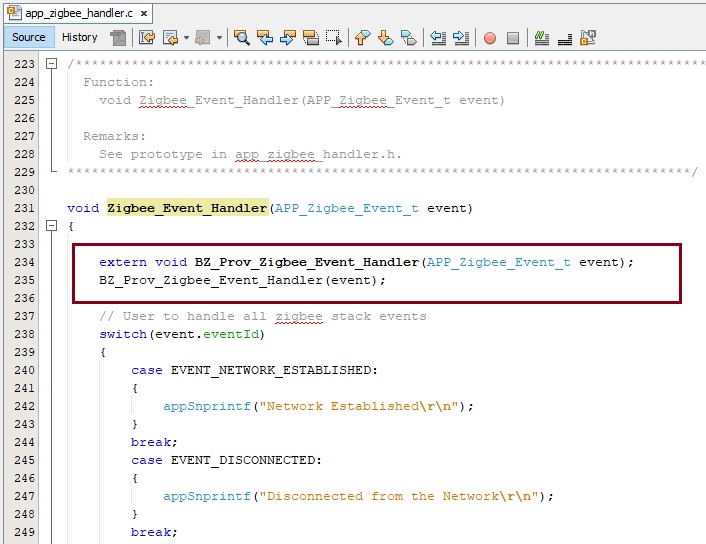 app_zigbee_handler.c
Source History
223 /******************************************************************************
224 Function:
225 void Zigbee_Event_Handler(APP_Zigbee_Event_t event)
226
227 Remarks:
228 See prototype in app_zigbee_handler.h.
229 ******************************************************************************/
230
231 void Zigbee_Event_Handler(APP_Zigbee_Event_t event)
232 {
233
234 extern void BZ_Prov_Zigbee_Event_Handler(APP_Zigbee_Event_t event);
235 BZ_Prov_Zigbee_Event_Handler(event);
236
237 // User to handle all zigbee stack events
238 switch(event.eventId)
239 {
240 case EVENT_NETWORK_ESTABLISHED:
241 {
242 appSnprintf("Network Established\r\n");
243 }
244 break;
245 case EVENT_DISCONNECTED:
246 {
247 appSnprintf("Disconnected from the Network\r\n");
248 }
249 break;